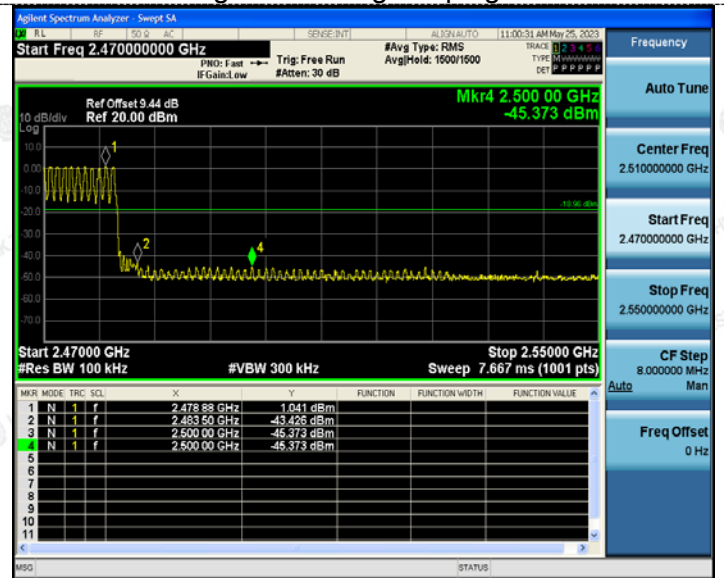 Agilent Spectrum Analyzer - Swept SA
RL RF 50 Ω AC SENSE:INT ALIGN AUTO 11:00:31 AM May 25, 2023
Start Freq 2.470000000 GHz
PNO: Fast
IFGain:Low
Trig: Free Run
#Atten: 30 dB
#Avg Type: RMS
Avg|Hold: 1500/1500
TRACE 1 2 3 4 5 6
TYPE M
DET P P P P P P
Frequency
Mkr4 2.500 00 GHz
-45.373 dBm
Ref Offset 9.44 dB
10 dB/div Ref 20.00 dBm
Log
10.0
0.00
-10.0
-20.0
-30.0
-40.0
-50.0
-60.0
-70.0
1
2
4
-18.96 dBm
Start 2.47000 GHz Stop 2.55000 GHz
#Res BW 100 kHz #VBW 300 kHz Sweep 7.667 ms (1001 pts)
MKR MODE TRC SCL X Y FUNCTION FUNCTION WIDTH FUNCTION VALUE
1 N 1 f 2.478 88 GHz 1.041 dBm
2 N 1 f 2.483 50 GHz -43.426 dBm
3 N 1 f 2.500 00 GHz -45.373 dBm
4 N 1 f 2.500 00 GHz -45.373 dBm
5
6
7
8
9
10
11
MSG STATUS
Auto Tune
Center Freq
2.510000000 GHz
Start Freq
2.470000000 GHz
Stop Freq
2.550000000 GHz
CF Step
8.000000 MHz
Auto Man
Freq Offset
0 Hz